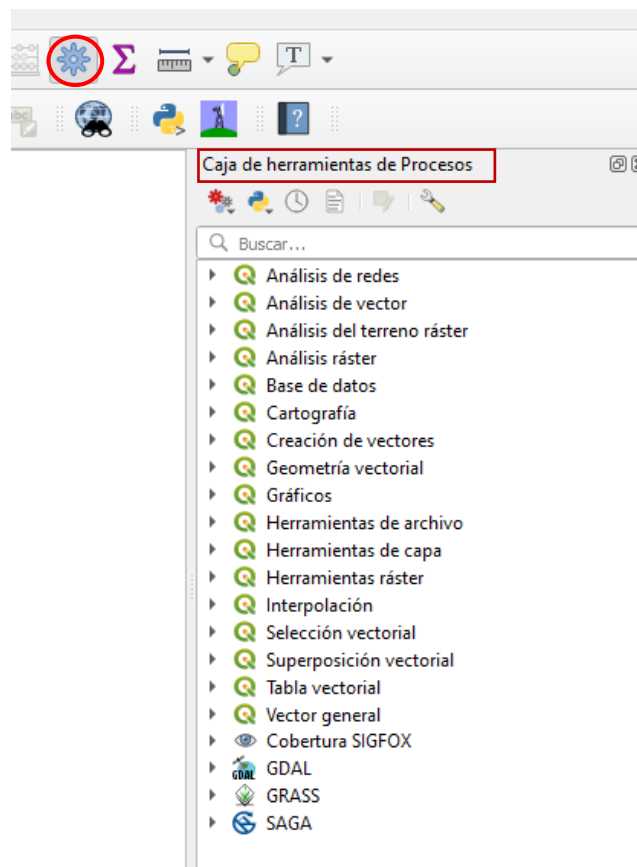 abc
T
?
Caja de herramientas de Procesos
Buscar...
Análisis de redes
Análisis de vector
Análisis del terreno ráster
Análisis ráster
Base de datos
Cartografía
Creación de vectores
Geometría vectorial
Gráficos
Herramientas de archivo
Herramientas de capa
Herramientas ráster
Interpolación
Selección vectorial
Superposición vectorial
Tabla vectorial
Vector general
Cobertura SIGFOX
GDAL GDAL
GRASS
SAGA